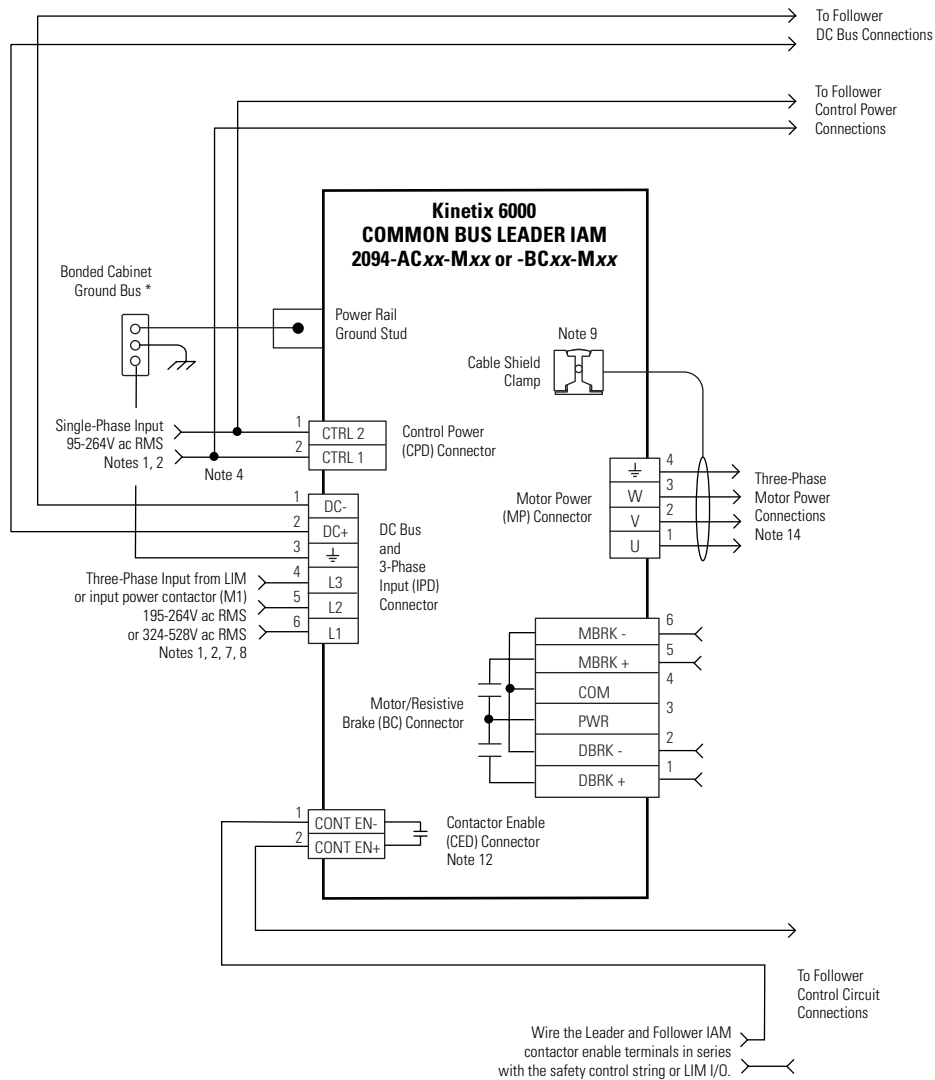 To Follower
DC Bus Connections
To Follower
Control Power
Connections
Kinetix 6000
COMMON BUS LEADER IAM
2094-ACxx-Mxx or -BCxx-Mxx
Bonded Cabinet
Ground Bus *
Power Rail
Ground Stud
Note 9
Cable Shield
Clamp
Single-Phase Input
95-264V ac RMS
Notes 1, 2
Note 4
1 CTRL 2
2 CTRL 1
Control Power
(CPD) Connector
1 DC-
2 DC+
3
4 L3
5 L2
6 L1
DC Bus
and
3-Phase
Input (IPD)
Connector
Three-Phase Input from LIM
or input power contactor (M1)
195-264V ac RMS
or 324-528V ac RMS
Notes 1, 2, 7, 8
Motor Power
(MP) Connector
4
W 3
V 2
U 1
Three-Phase
Motor Power
Connections
Note 14
Motor/Resistive
Brake (BC) Connector
MBRK - 6
MBRK + 5
COM 4
PWR 3
DBRK - 2
DBRK + 1
1 CONT EN-
2 CONT EN+
Contactor Enable
(CED) Connector
Note 12
To Follower
Control Circuit
Connections
Wire the Leader and Follower IAM
contactor enable terminals in series
with the safety control string or LIM I/O.